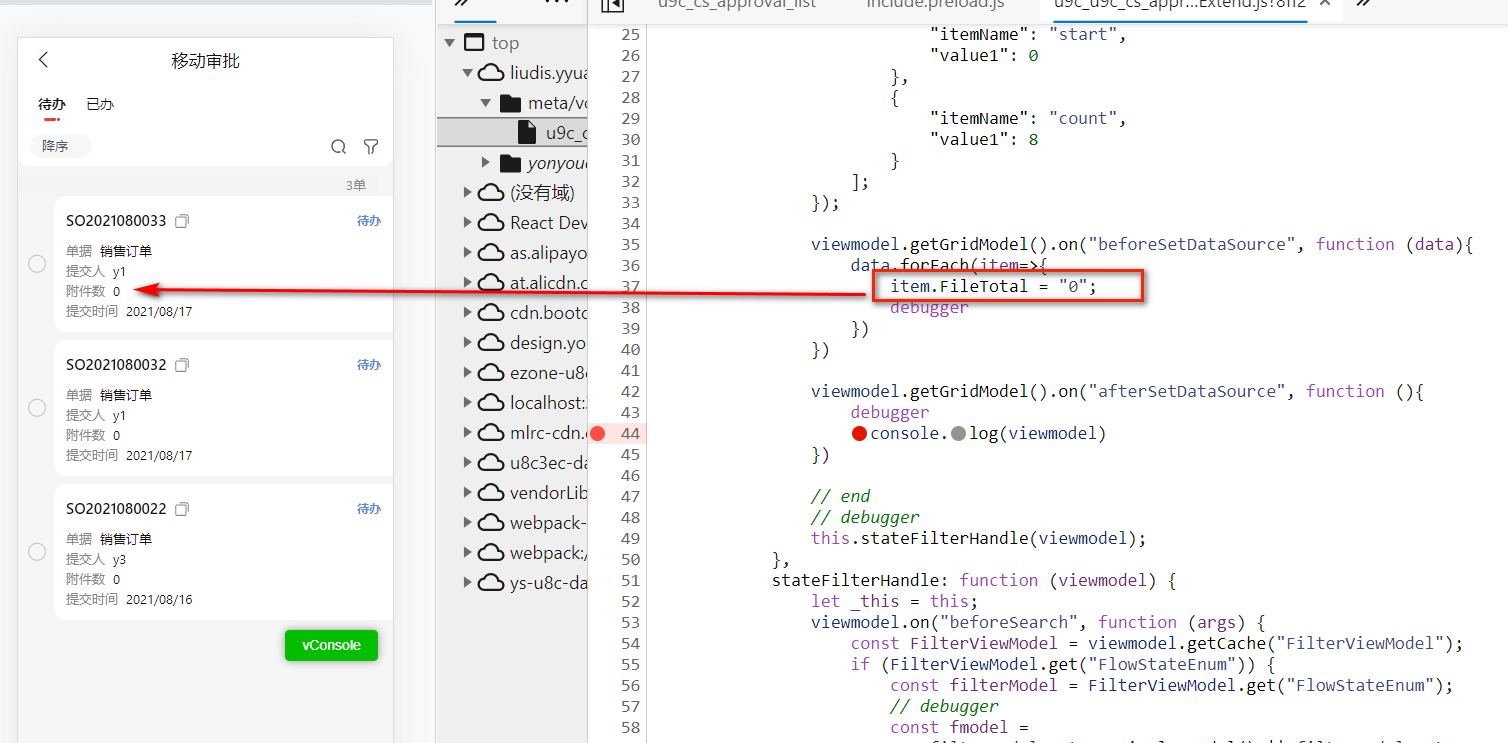 移动审批
待办 已办
降序
3单
SO2021080033 待办
单据 销售订单
提交人 y1
附件数 0
提交时间 2021/08/17
SO2021080032 待办
单据 销售订单
提交人 y1
附件数 0
提交时间 2021/08/17
SO2021080022 待办
单据 销售订单
提交人 y3
附件数 0
提交时间 2021/08/16
vConsole
top
liudis.yyua
meta/vo
u9c_c
yonyou
(没有域)
React Dev
as.alipayo
at.alicdn.c
cdn.bootc
design.yo
ezone-u8c
localhost:
mlrc-cdn.
u8c3ec-da
vendorLib
webpack-
webpack:/
ys-u8c-da
u9c_cs_approval_list include.preload.js u9c_u9c_cs_appr...Extend.js?8ff2
25 "itemName": "start",
26 "value1": 0
27 },
28 {
29 "itemName": "count",
30 "value1": 8
31 }
32 ];
33 });
34
35 viewmodel.getGridModel().on("beforeSetDataSource", function (data){
36 data.forEach(item=>{
37 item.FileTotal = "0";
38 debugger
39 })
40 })
41
42 viewmodel.getGridModel().on("afterSetDataSource", function (){
43 debugger
44 console.log(viewmodel)
45 })
46
47 // end
48 // debugger
49 this.stateFilterHandle(viewmodel);
50 },
51 stateFilterHandle: function (viewmodel) {
52 let _this = this;
53 viewmodel.on("beforeSearch", function (args) {
54 const FilterViewModel = viewmodel.getCache("FilterViewModel");
55 if (FilterViewModel.get("FlowStateEnum")) {
56 const filterModel = FilterViewModel.get("FlowStateEnum");
57 // debugger
58 const fmodel =